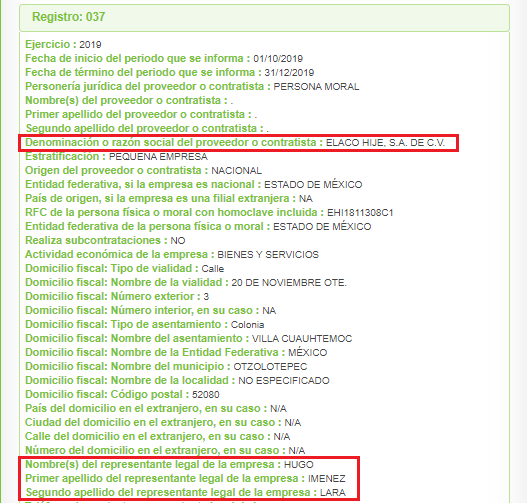 Registro: 037
Ejercicio : 2019
Fecha de inicio del periodo que se informa : 01/10/2019
Fecha de término del periodo que se informa : 31/12/2019
Personería jurídica del proveedor o contratista : PERSONA MORAL
Nombre(s) del proveedor o contratista : .
Primer apellido del proveedor o contratista : .
Segundo apellido del proveedor o contratista : .
Denominación o razón social del proveedor o contratista : ELACO HIJE, S.A. DE C.V.
Estratificación : PEQUEÑA EMPRESA
Origen del proveedor o contratista : NACIONAL
Entidad federativa, si la empresa es nacional : ESTADO DE MÉXICO
País de origen, si la empresa es una filial extranjera : NA
RFC de la persona física o moral con homoclave incluida : EHI1811308C1
Entidad federativa de la persona física o moral : ESTADO DE MÉXICO
Realiza subcontrataciones : NO
Actividad económica de la empresa : BIENES Y SERVICIOS
Domicilio fiscal: Tipo de vialidad : Calle
Domicilio fiscal: Nombre de la vialidad : 20 DE NOVIEMBRE OTE.
Domicilio fiscal: Número exterior : 3
Domicilio fiscal: Número interior, en su caso : NA
Domicilio fiscal: Tipo de asentamiento : Colonia
Domicilio fiscal: Nombre del asentamiento : VILLA CUAUHTEMOC
Domicilio fiscal: Nombre de la Entidad Federativa : MÉXICO
Domicilio fiscal: Nombre del municipio : OTZOLOTEPEC
Domicilio fiscal: Nombre de la localidad : NO ESPECIFICADO
Domicilio fiscal: Código postal : 52080
País del domicilio en el extranjero, en su caso : N/A
Ciudad del domicilio en el extranjero, en su caso : N/A
Calle del domicilio en el extranjero, en su caso : N/A
Número del domicilio en el extranjero, en su caso : N/A
Nombre(s) del representante legal de la empresa : HUGO
Primer apellido del representante legal de la empresa : IMENEZ
Segundo apellido del representante legal de la empresa : LARA